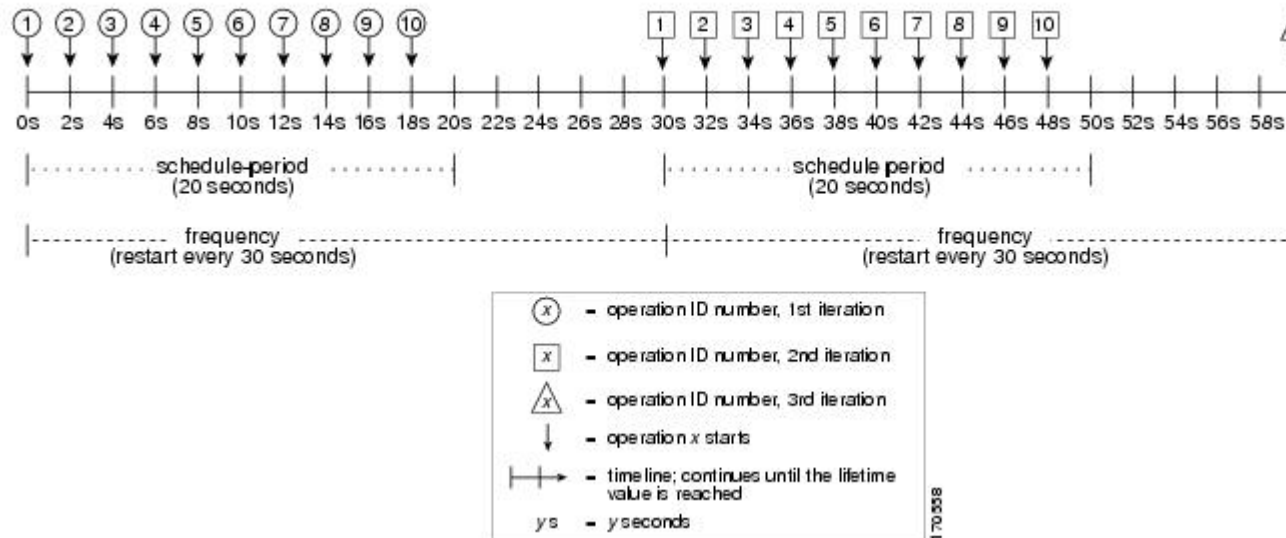 1 2 3 4 5 6 7 8 9 10 1 2 3 4 5 6 7 8 9 10
0s 2s 4s 6s 8s 10s 12s 14s 16s 18s 20s 22s 24s 26s 28s 30s 32s 34s 36s 38s 40s 42s 44s 46s 48s 50s 52s 54s 56s 58s
schedule-period schedule period
(20 seconds) (20 seconds)
frequency frequency
(restart every 30 seconds) (restart every 30 seconds)
x = operation ID number, 1st iteration
x = operation ID number, 2nd iteration
x = operation ID number, 3rd iteration
= operation x starts
= timeline; continues until the lifetime
value is reached
y s = y seconds
170558